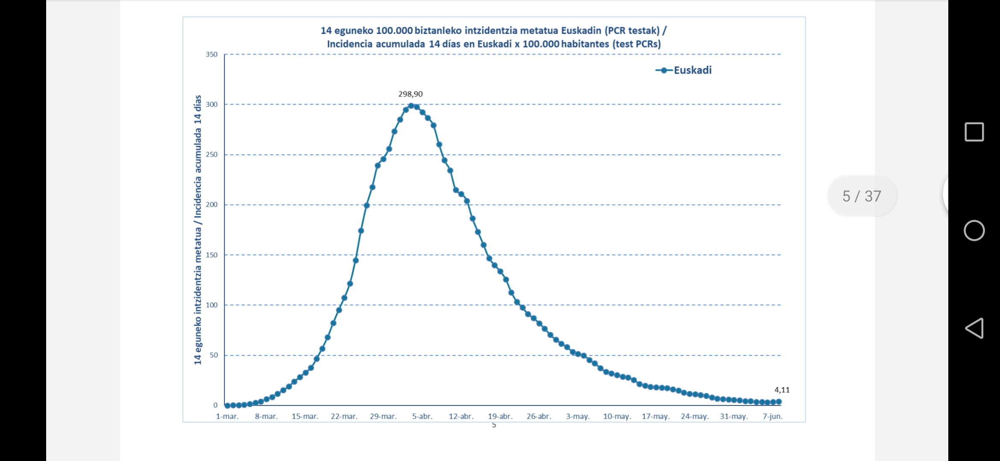 14 eguneko 100.000 biztanleko intzidentzia metatua Euskadin (PCR testak) /
Incidencia acumulada 14 días en Euskadi x 100.000 habitantes (test PCRs)
Euskadi
14 eguneko intzidentzia metatua / Incidencia acumulada 14 días
350
300
250
200
150
100
50
0
298,90
4,11
1-mar. 8-mar. 15-mar. 22-mar. 29-mar. 5-abr. 12-abr. 19-abr. 26-abr. 3-may. 10-may. 17-may. 24-may. 31-may. 7-jun.
5
5 / 37